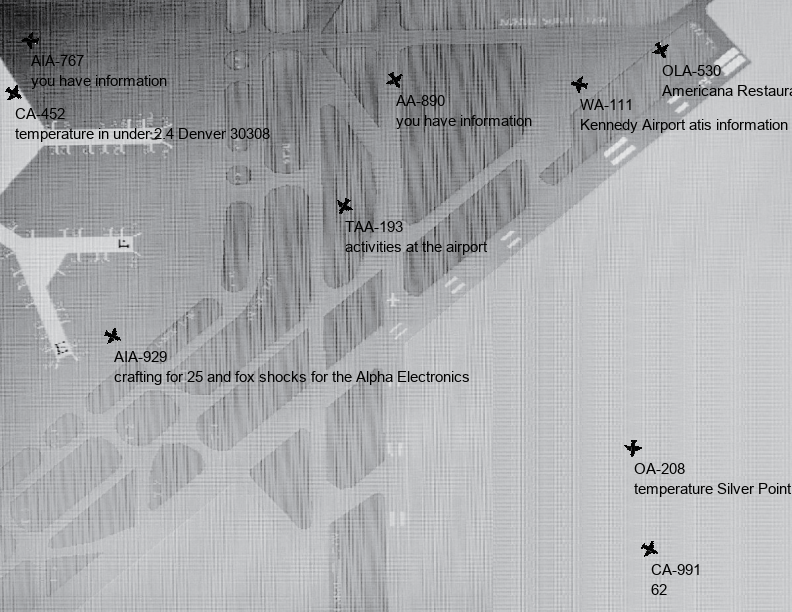 AIA-767
you have information
CA-452
temperature in under 2.4 Denver 30308
AA-890
you have information
WA-111
Kennedy Airport atis information
OLA-530
Americana Restaura
TAA-193
activities at the airport
AIA-929
crafting for 25 and fox shocks for the Alpha Electronics
OA-208
temperature Silver Point
CA-991
62